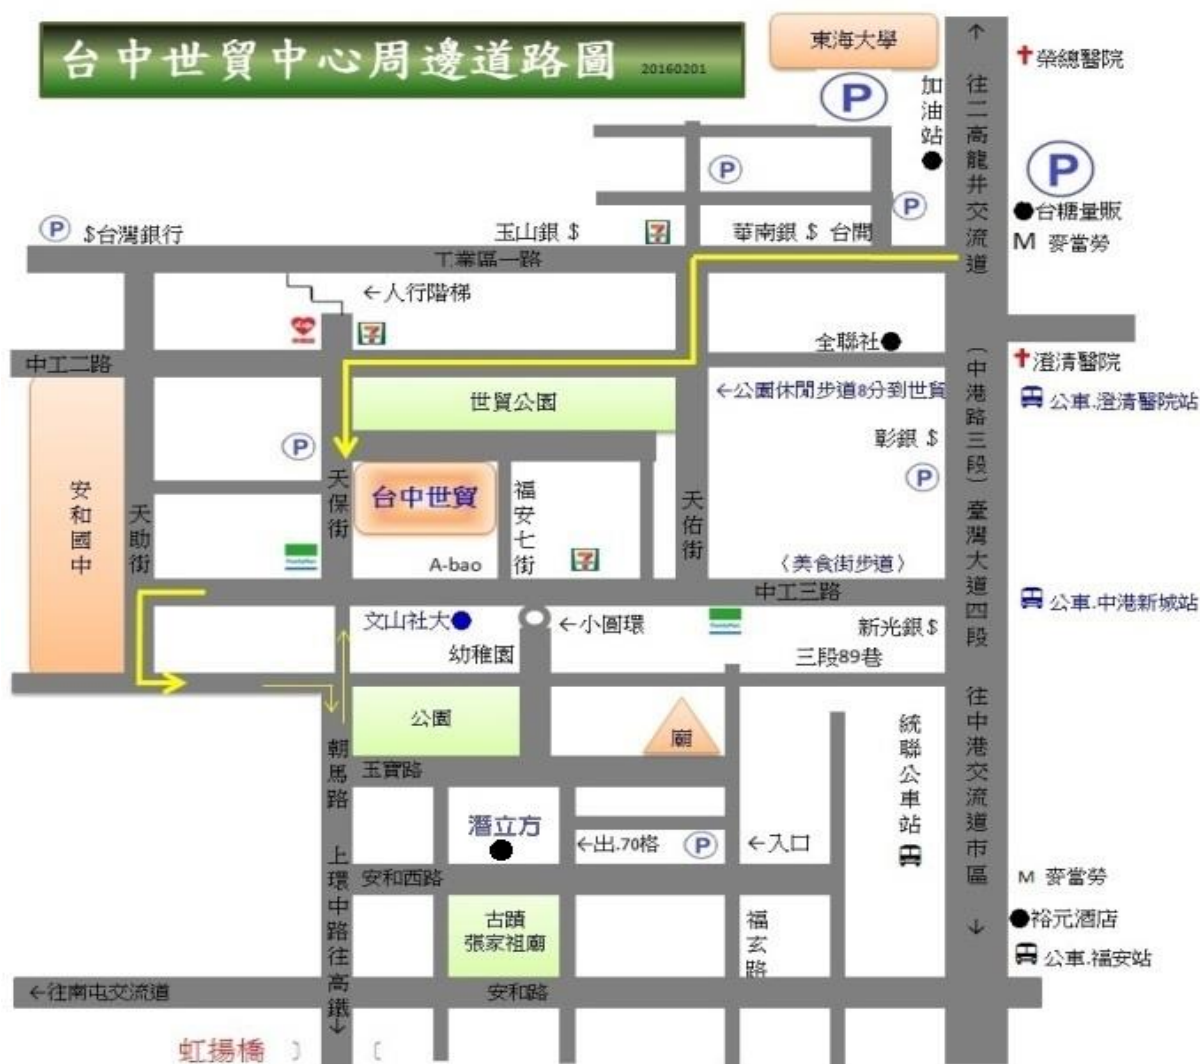 台中世貿中心周邊道路圖 20160201
東海大學
P
加油站
↑
往二高龍井交流道
榮總醫院
P
P
P
P
台糖量販
M 麥當勞
P $台灣銀行
玉山銀 $
7
華南銀 $ 台開
工業區一路
←人行階梯
7
全聯社
中工二路
澄清醫院
世貿公園
←公園休閒步道8分到世貿
公車.澄清醫院站
(中港路三段)臺灣大道四段
彰銀 $
P
P
安和國中
天助街
天保街
台中世貿
福安七街
天佑街
A-bao
7
FamilyMart
〈美食街步道〉
中工三路
公車.中港新城站
文山社大
←小圓環
FamilyMart
新光銀$
幼稚園
三段89巷
公園
廟
統聯公車站
往中港交流道市區
↓
朝馬路
玉寶路
潛立方
←出.70格
P
←入口
上環中路往高鐵↓
安和西路
M 麥當勞
古蹟
張家祖廟
福玄路
裕元酒店
公車.福安站
←往南屯交流道
安和路
虹揚橋 ) (